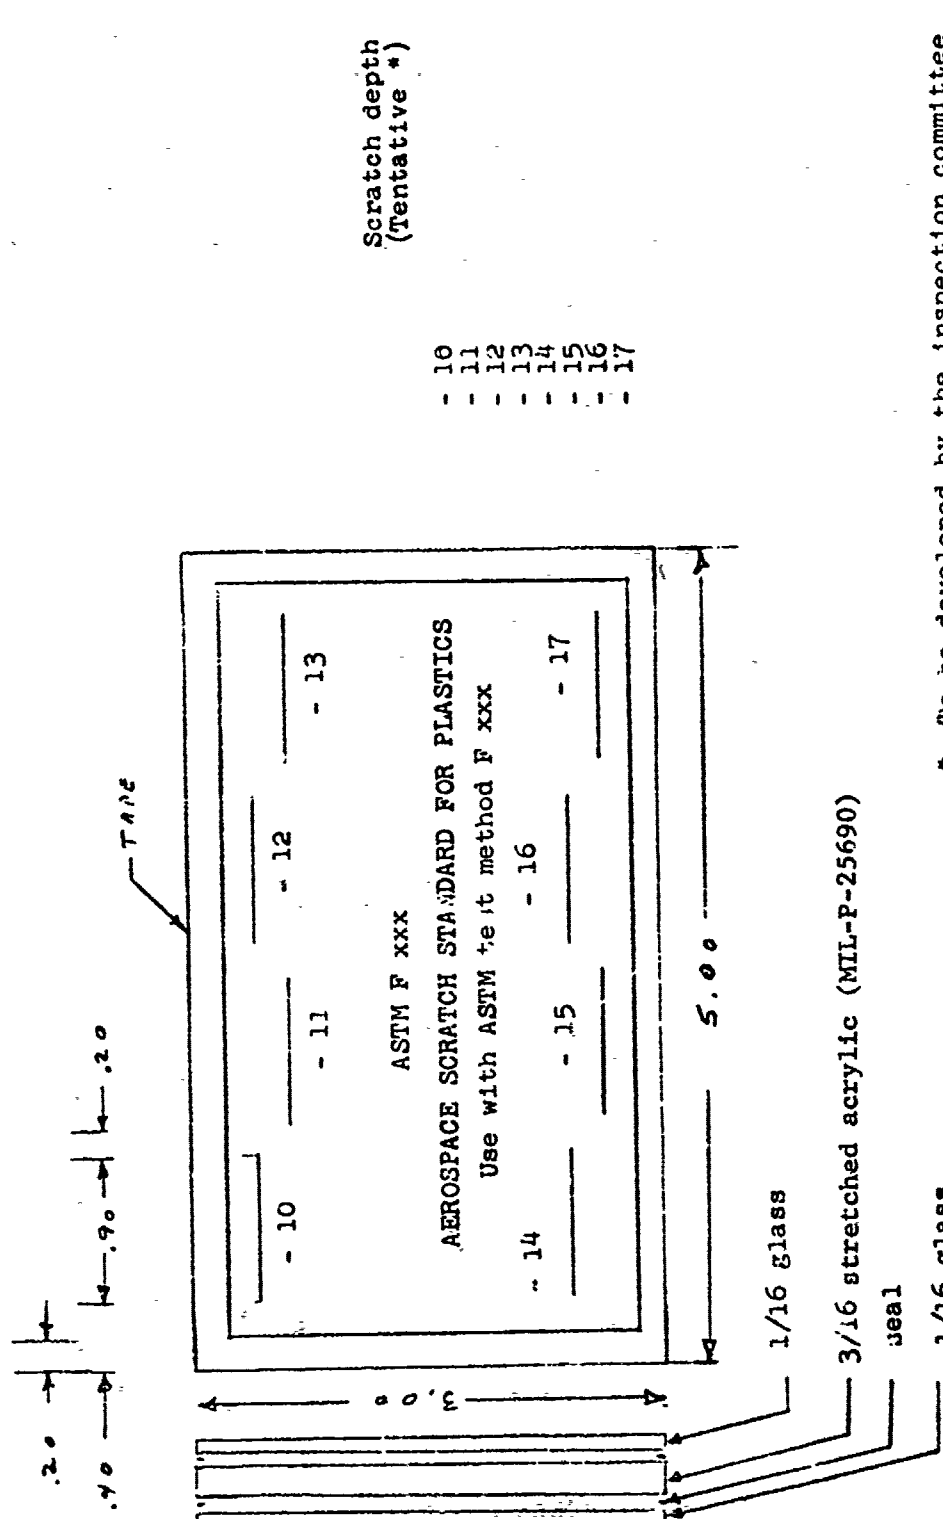 Scratch depth
(Tentative *)
- 10
- 11
- 12
- 13
- 14
- 15
- 16
- 17
TAPE
.20
.40
.90
.20
- 10
- 11
- 12
- 13
ASTM F xxx
AEROSPACE SCRATCH STANDARD FOR PLASTICS
Use with ASTM test method F xxx
- 14
- 15
- 16
- 17
3.00
5.00
1/16 glass
3/16 stretched acrylic (MIL-P-25690)
seal
1/16 glass
* To be developed by the inspection committee